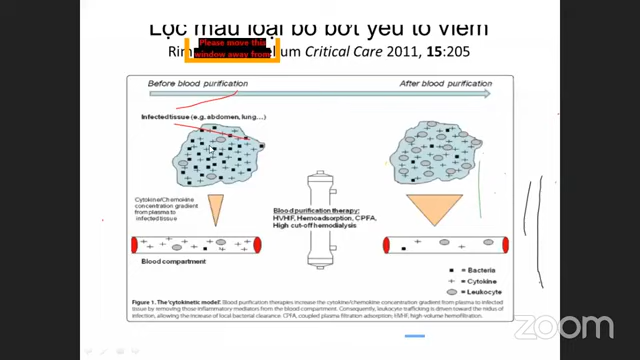 Lọc máu loại bỏ bớt yếu tố viêm
Please move this
window away from
Rim llum Critical Care 2011, 15:205
Before blood purification After blood purification
Infected tissue (e.g. abdomen, lung…)
Cytokine/Chemokine
concentration gradient
from plasma to
infected tissue
Blood purification therapy:
HVHF, Hemoadsorption, CPFA,
High cut-off hemodialysis
Blood compartment
= Bacteria
= Cytokine
= Leukocyte
Figure 1. The 'cytokinetic model'. Blood purification therapies increase the cytokine/chemokine concentration gradient from plasma to infected
tissue by removing those inflammatory mediators from the blood compartment. Consequently, leukocyte trafficking is driven toward the nidus of
infection, allowing the increase of local bacterial clearance. CPFA, coupled plasma filtration adsorption; HVHF, high-volume hemofiltration.
zoom